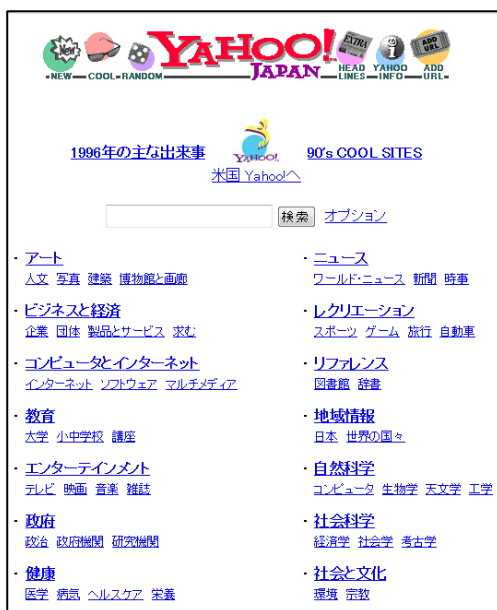 YAHOO!
JAPAN
NEW COOL RANDOM HEAD LINES YAHOO INFO ADD URL
New
EXTRA
i
ADD URL
1996年の主な出来事 YAHOO! 90's COOL SITES
米国 Yahoo!へ
検索 オプション
・アート
人文 写真 建築 博物館と画廊
・ビジネスと経済
企業 団体 製品とサービス 求む
・コンピュータとインターネット
インターネット ソフトウェア マルチメディア
・教育
大学 小中学校 講座
・エンターテインメント
テレビ 映画 音楽 雑誌
・政府
政治 政府機関 研究機関
・健康
医学 病気 ヘルスケア 栄養
・ニュース
ワールド・ニュース 新聞 時事
・レクリエーション
スポーツ ゲーム 旅行 自動車
・リファレンス
図書館 辞書
・地域情報
日本 世界の国々
・自然科学
コンピュータ 生物学 天文学 工学
・社会科学
経済学 社会学 考古学
・社会と文化
環境 宗教